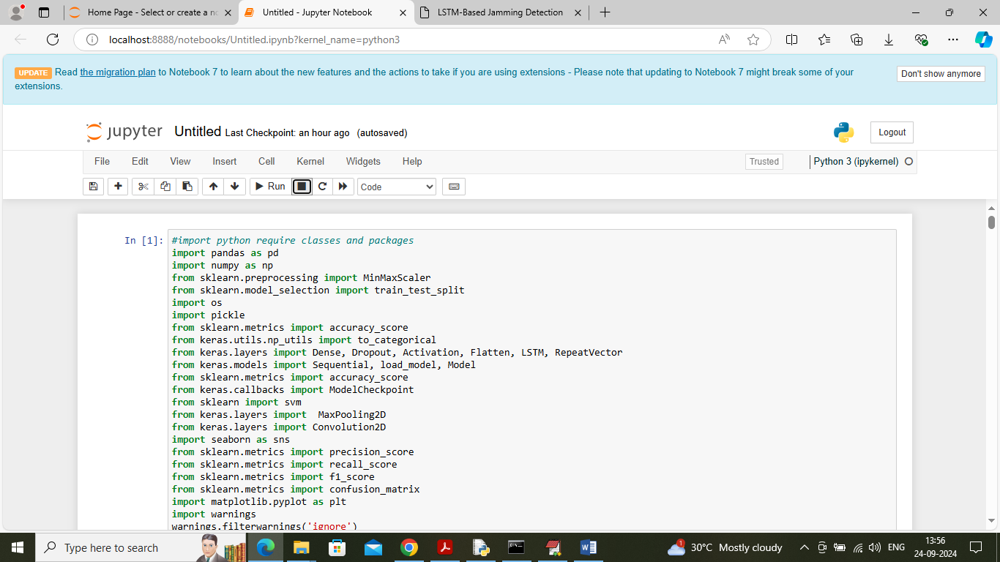 Home Page - Select or create a n
Untitled - Jupyter Notebook
LSTM-Based Jamming Detection
localhost:8888/notebooks/Untitled.ipynb?kernel_name=python3
UPDATE Read the migration plan to Notebook 7 to learn about the new features and the actions to take if you are using extensions - Please note that updating to Notebook 7 might break some of your
extensions.
Don't show anymore
jupyter Untitled Last Checkpoint: an hour ago (autosaved)
Logout
File Edit View Insert Cell Kernel Widgets Help
Trusted
Python 3 (ipykernel)
Run
Code
In [1]: #import python require classes and packages
import pandas as pd
import numpy as np
from sklearn.preprocessing import MinMaxScaler
from sklearn.model_selection import train_test_split
import os
import pickle
from sklearn.metrics import accuracy_score
from keras.utils.np_utils import to_categorical
from keras.layers import Dense, Dropout, Activation, Flatten, LSTM, RepeatVector
from keras.models import Sequential, load_model, Model
from sklearn.metrics import accuracy_score
from keras.callbacks import ModelCheckpoint
from sklearn import svm
from keras.layers import  MaxPooling2D
from keras.layers import Convolution2D
import seaborn as sns
from sklearn.metrics import precision_score
from sklearn.metrics import recall_score
from sklearn.metrics import f1_score
from sklearn.metrics import confusion_matrix
import matplotlib.pyplot as plt
import warnings
warnings.filterwarnings('ignore')
Type here to search
1
30°C Mostly cloudy
ENG
13:56
24-09-2024